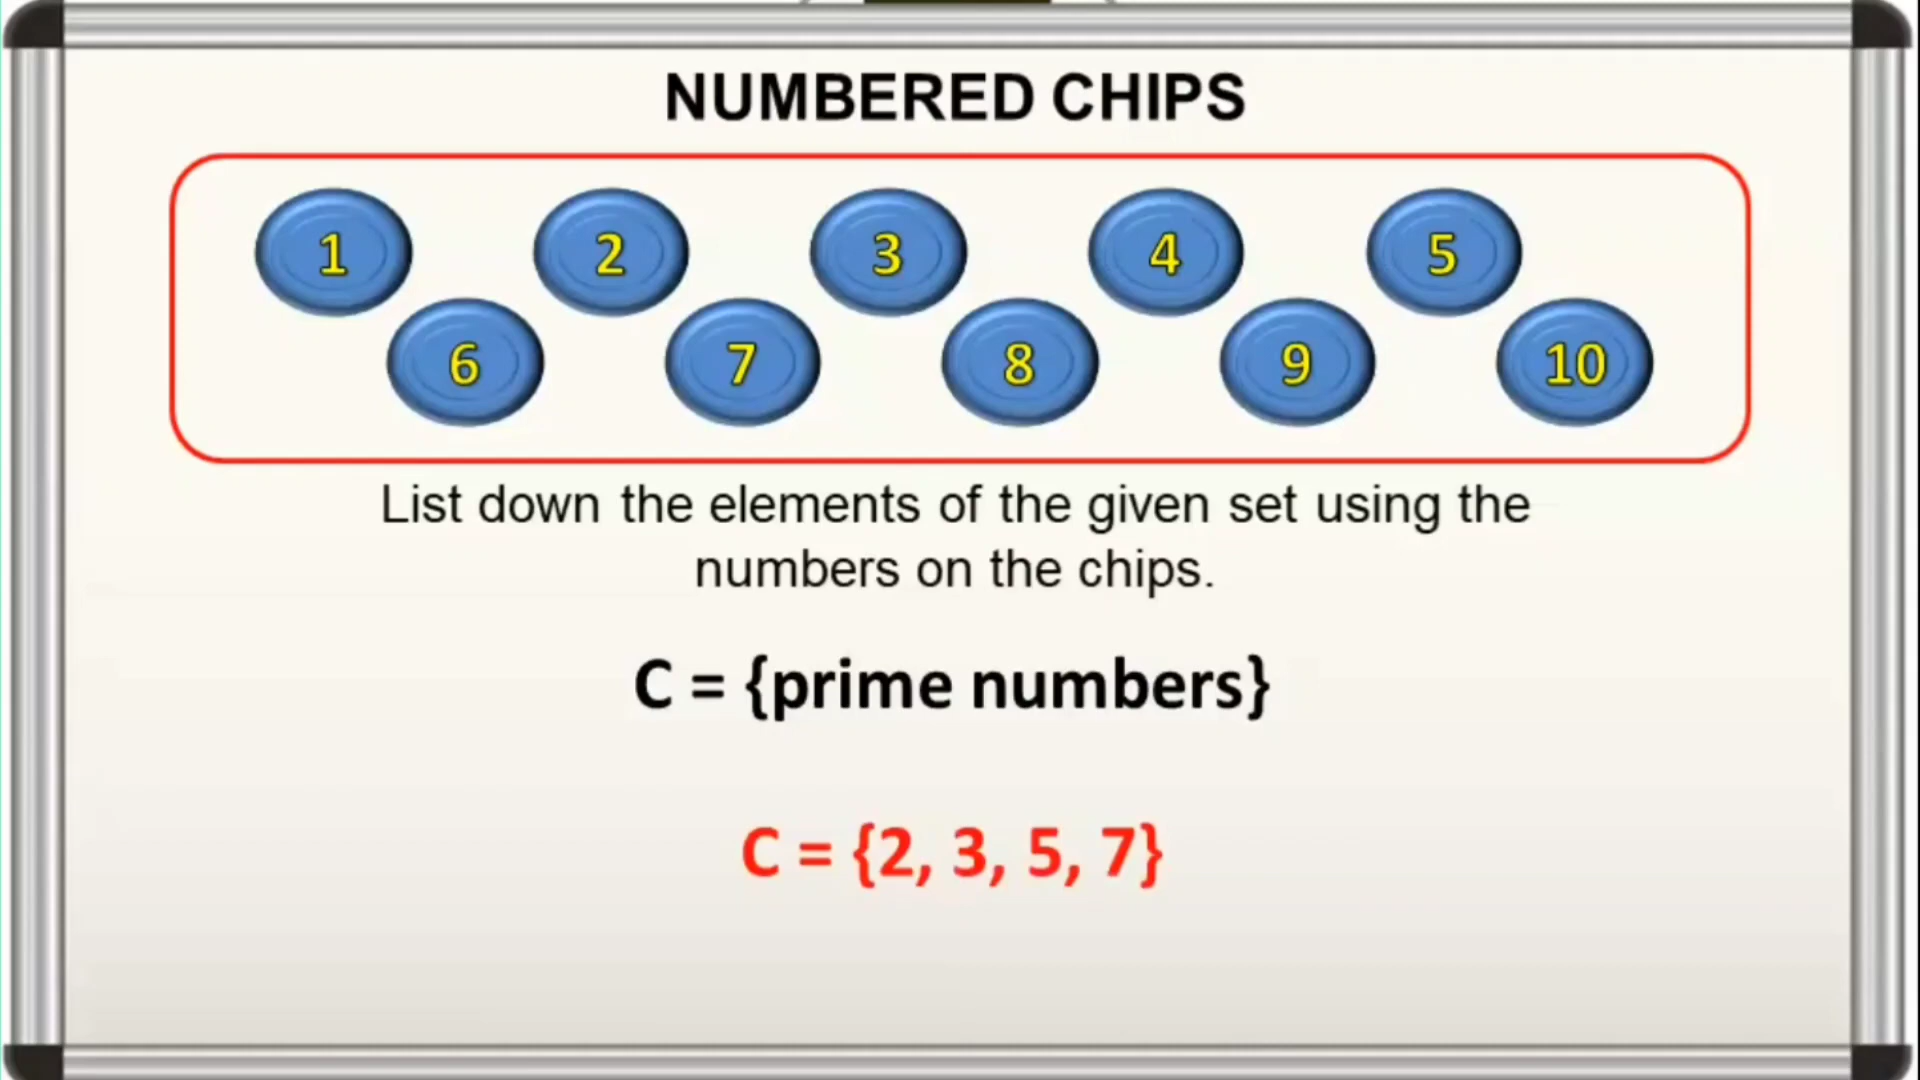 NUMBERED CHIPS
1 2 3 4 5
6 7 8 9 10
List down the elements of the given set using the
numbers on the chips.
C = {prime numbers}
C = {2, 3, 5, 7}